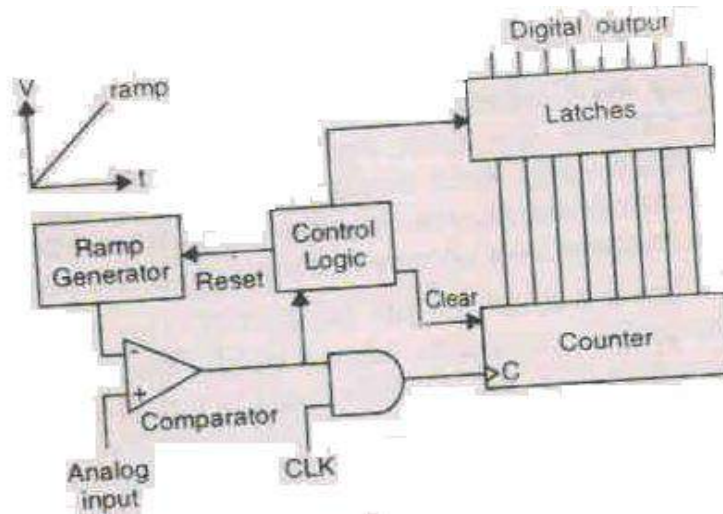 Digital output
V
ramp
t
Latches
Ramp
Generator
Reset
Control
Logic
Clear
Counter
C
-
+
Comparator
Analog
input
CLK